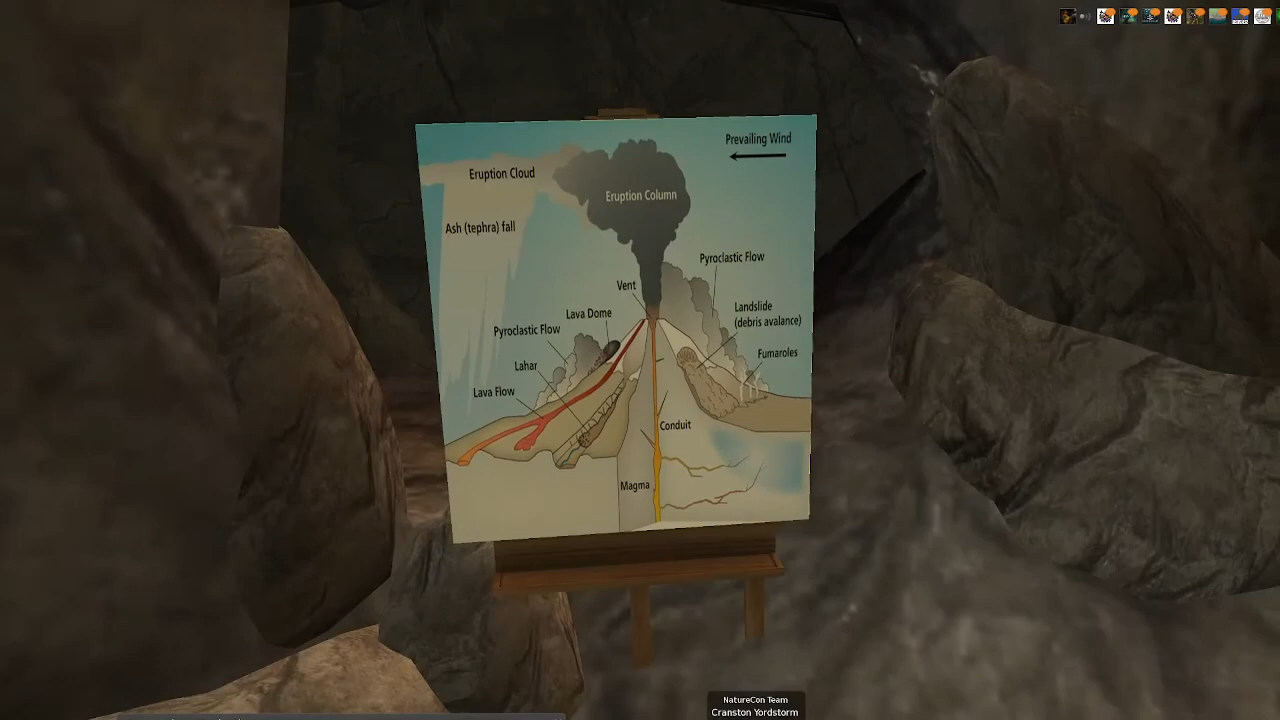 Prevailing Wind
Eruption Cloud
Eruption Column
Ash (tephra) fall
Pyroclastic Flow
Vent
Landslide
(debris avalance)
Lava Dome
Pyroclastic Flow
Fumaroles
Lahar
Lava Flow
Conduit
Magma
NatureCon Team
Cranston Yordstorm